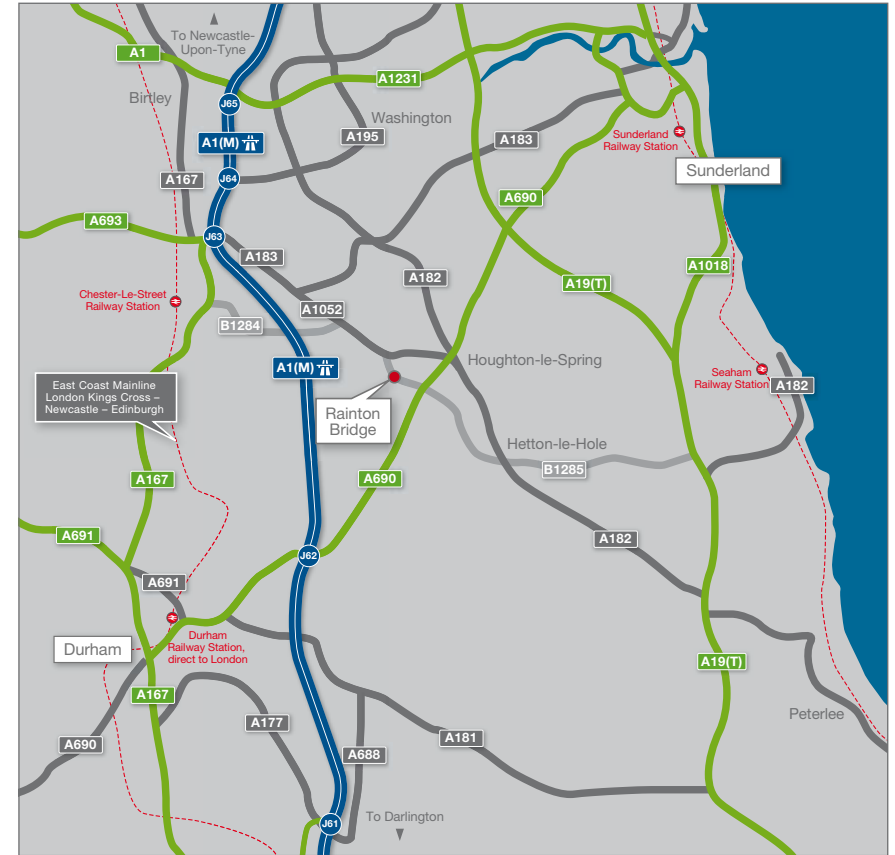 To Newcastle-
Upon-Tyne
A1
A1231
Birtley
J65
Washington
A1(M)
A195
A183
Sunderland
Railway Station
J64
A167
Sunderland
A690
A693
J63
A183
A182
A19(T)
A1018
Chester-Le-Street
Railway Station
A1052
B1284
A1(M)
Houghton-le-Spring
Seaham
Railway Station
A182
East Coast Mainline
London Kings Cross –
Newcastle – Edinburgh
Rainton
Bridge
Hetton-le-Hole
B1285
A167
A690
A691
A182
J62
A691
Durham
Railway Station,
direct to London
Durham
A19(T)
A167
Peterlee
A177
A690
A181
A688
To Darlington
J61